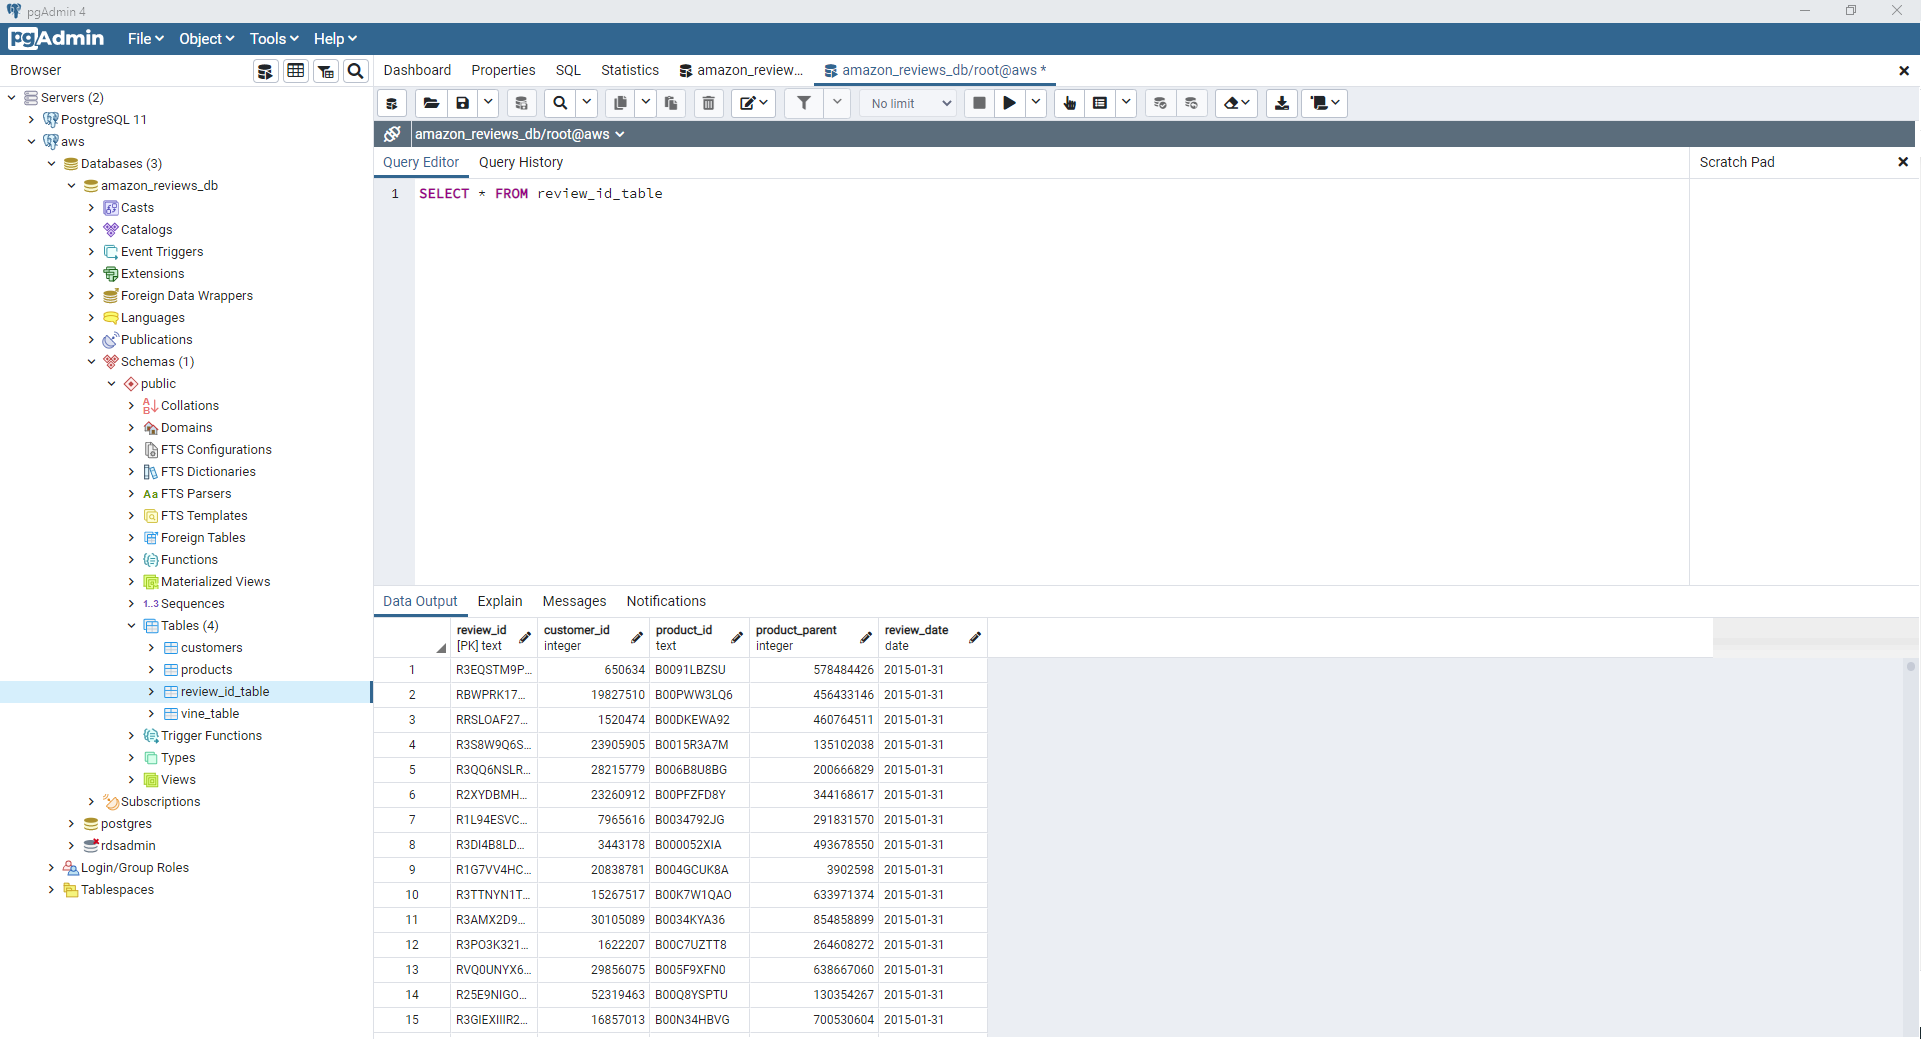 pgAdmin 4
pgAdmin File Object Tools Help
Browser
Dashboard Properties SQL Statistics amazon_review... amazon_reviews_db/root@aws *
No limit
amazon_reviews_db/root@aws
Query Editor Query History
Scratch Pad
1 SELECT * FROM review_id_table
Servers (2)
PostgreSQL 11
aws
Databases (3)
amazon_reviews_db
Casts
Catalogs
Event Triggers
Extensions
Foreign Data Wrappers
Languages
Publications
Schemas (1)
public
Collations
Domains
FTS Configurations
FTS Dictionaries
Aa FTS Parsers
FTS Templates
Foreign Tables
Functions
Materialized Views
1..3 Sequences
Tables (4)
customers
products
review_id_table
vine_table
Trigger Functions
Types
Views
Subscriptions
postgres
rdsadmin
Login/Group Roles
Tablespaces
Data Output Explain Messages Notifications
review_id customer_id product_id product_parent review_date
[PK] text integer text integer date
1 R3EQSTM9P... 650634 B0091LBZSU 578484426 2015-01-31
2 RBWPRK17... 19827510 B00PWW3LQ6 456433146 2015-01-31
3 RRSLOAF27... 1520474 B00DKEWA92 460764511 2015-01-31
4 R3S8W9Q6S... 23905905 B0015R3A7M 135102038 2015-01-31
5 R3QQ6NSLR... 28215779 B006B8U8BG 200666829 2015-01-31
6 R2XYDBMH... 23260912 B00PFZFD8Y 344168617 2015-01-31
7 R1L94ESVC... 7965616 B0034792JG 291831570 2015-01-31
8 R3DI4B8LD... 3443178 B000052XIA 493678550 2015-01-31
9 R1G7VV4HC... 20838781 B004GCUK8A 3902598 2015-01-31
10 R3TTNYN1T... 15267517 B00K7W1QAO 633971374 2015-01-31
11 R3AMX2D9... 30105089 B0034KYA36 854858899 2015-01-31
12 R3PO3K321... 1622207 B00C7UZTT8 264608272 2015-01-31
13 RVQ0UNYX6... 29856075 B005F9XFN0 638667060 2015-01-31
14 R25E9NIGO... 52319463 B00Q8YSPTU 130354267 2015-01-31
15 R3GIEXIIIR2... 16857013 B00N34HBVG 700530604 2015-01-31